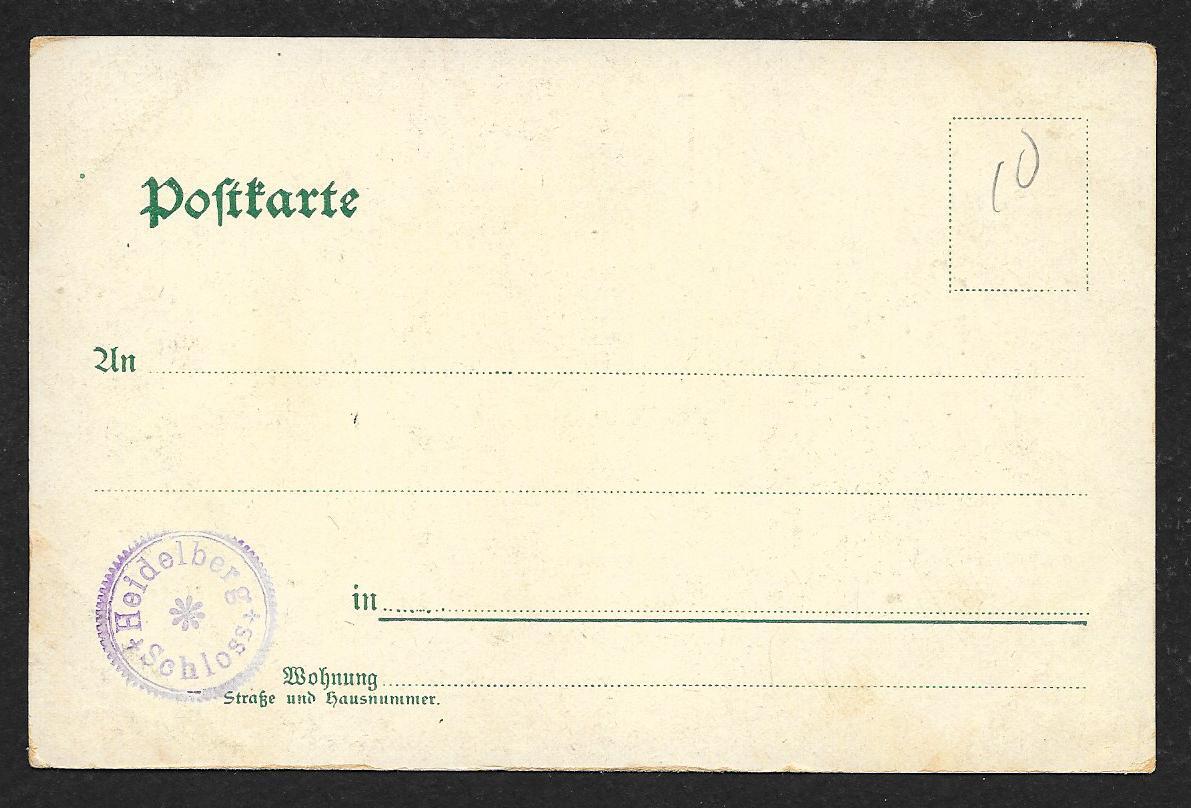 10
Poſtkarte
An
Heidelberg
Schloss
in
Wohnung
Straße und Hausnummer.